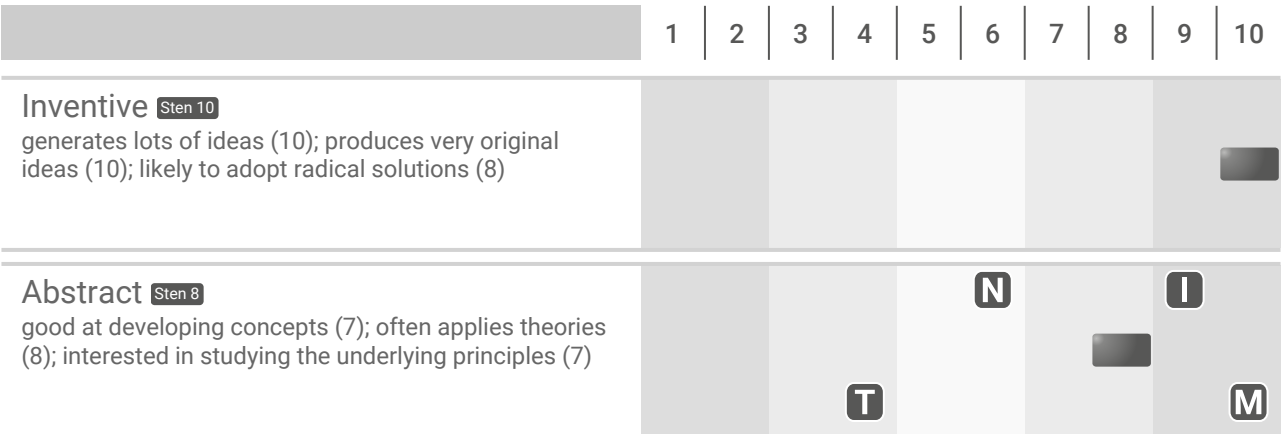 1 2 3 4 5 6 7 8 9 10
Inventive Sten 10
generates lots of ideas (10); produces very original
ideas (10); likely to adopt radical solutions (8)
Abstract Sten 8
N I
good at developing concepts (7); often applies theories
(8); interested in studying the underlying principles (7)
T M